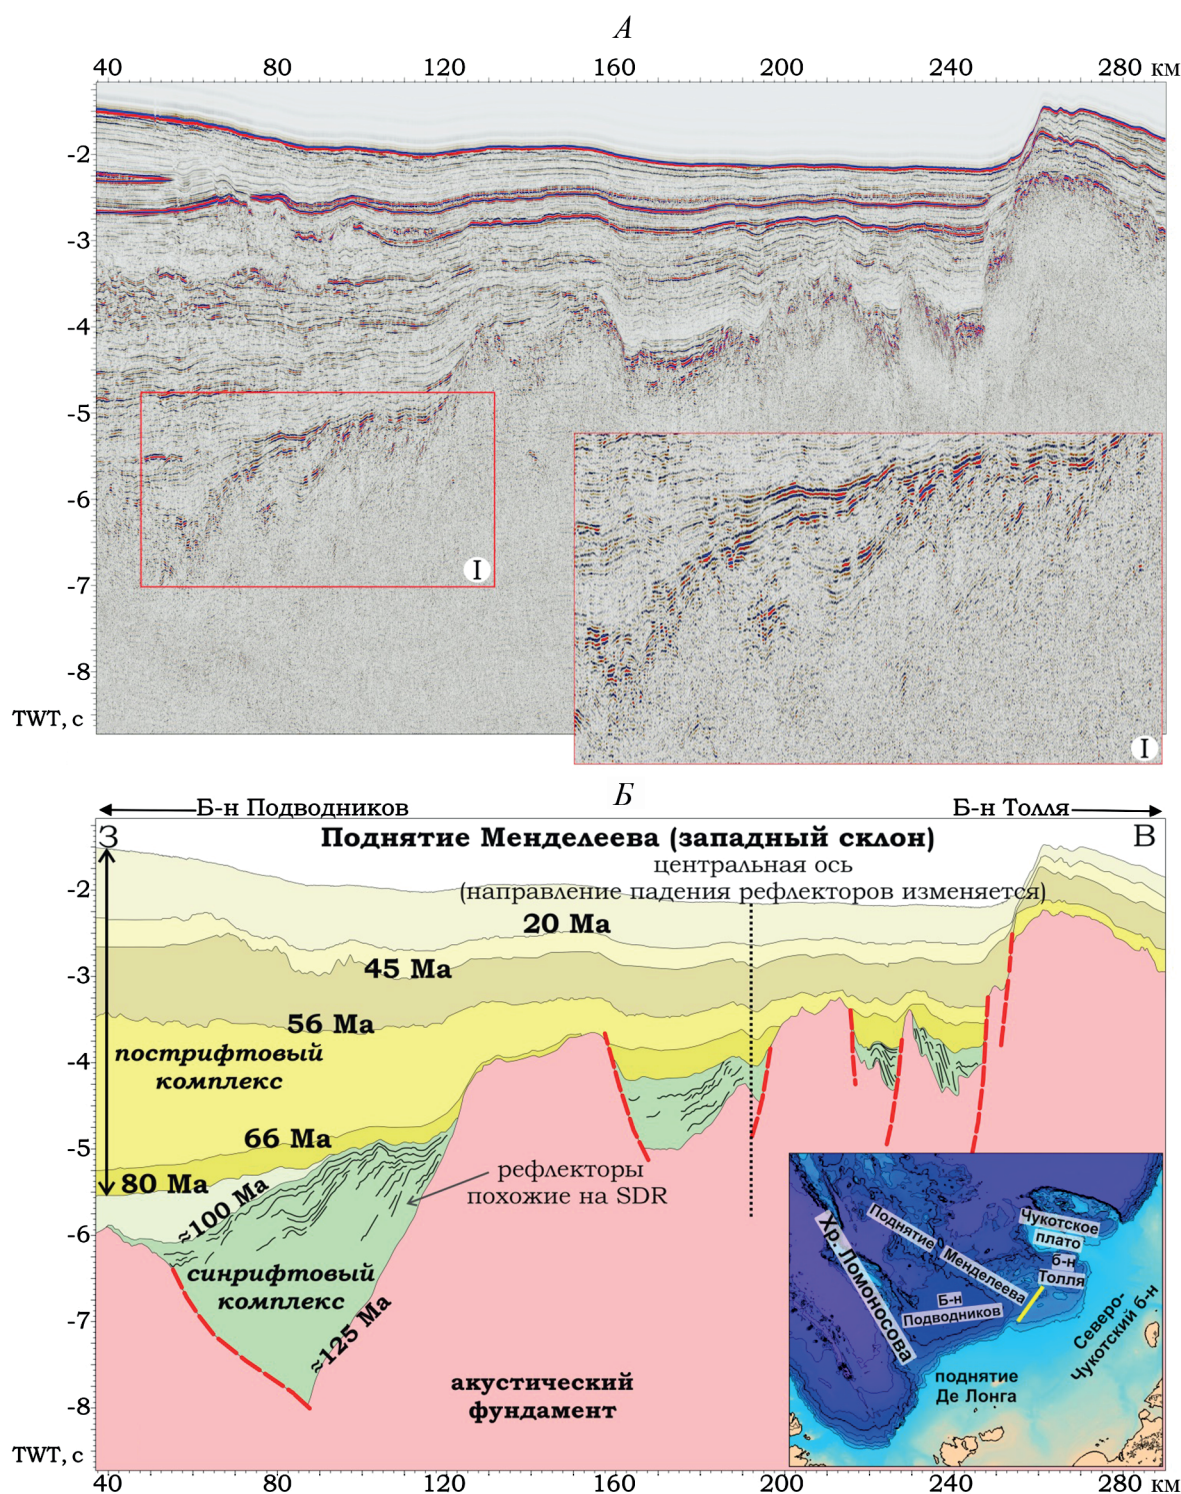 А
40 80 120 160 200 240 280 км
-2
-3
-4
-5
-6
-7
-8
TWT, с
I
I
Б
Б-н Подводников
Б-н Толля
З
Поднятие Менделеева (западный склон)
В
центральная ось
(направление падения рефлекторов изменяется)
-2
-3
-4
-5
-6
-7
-8
TWT, с
20 Ma
45 Ma
56 Ma
пострифтовый
комплекс
66 Ma
80 Ma
≈100 Ma
рефлекторы
похожие на SDR
синрифтовый
комплекс
≈125 Ma
акустический
фундамент
Хр. Ломоносова
Поднятие
Менделеева
Чукотское
плато
б-н
Толля
Б-н
Подводников
Северо-
Чукотский б-н
поднятие
Де Лонга
40 80 120 160 200 240 280 км